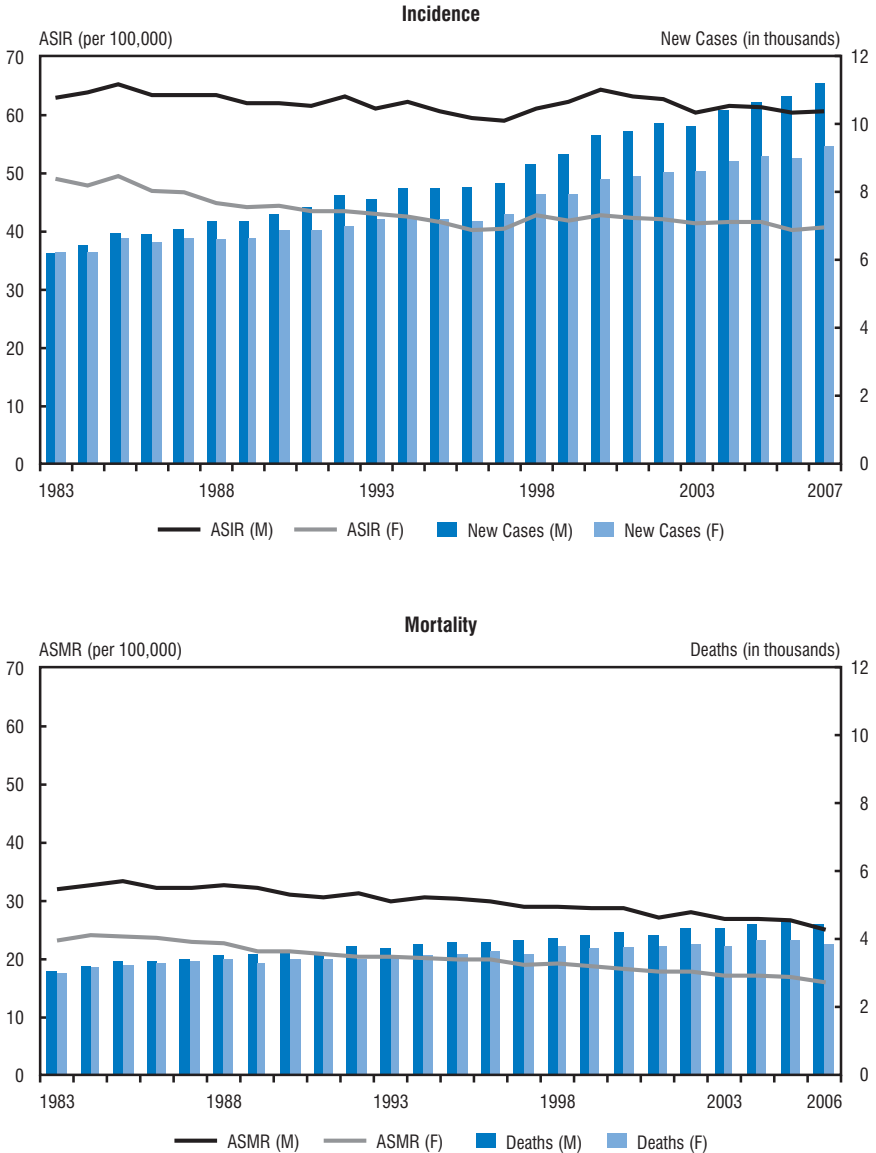 Incidence
ASIR (per 100,000) New Cases (in thousands)
70 12
60 10
50 8
40 6
30 4
20 2
10 0
0
1983 1988 1993 1998 2003 2007
ASIR (M) ASIR (F) New Cases (M) New Cases (F)
Mortality
ASMR (per 100,000) Deaths (in thousands)
70 12
60 10
50 8
40 6
30 4
20 2
10 0
0
1983 1988 1993 1998 2003 2006
ASMR (M) ASMR (F) Deaths (M) Deaths (F)